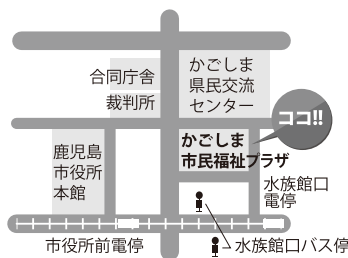 合同庁舎
裁判所
かごしま
県民交流
センター
ココ!!
かごしま
市民福祉プラザ
鹿児島
市役所
本館
水族館口
電停
市役所前電停
水族館口バス停